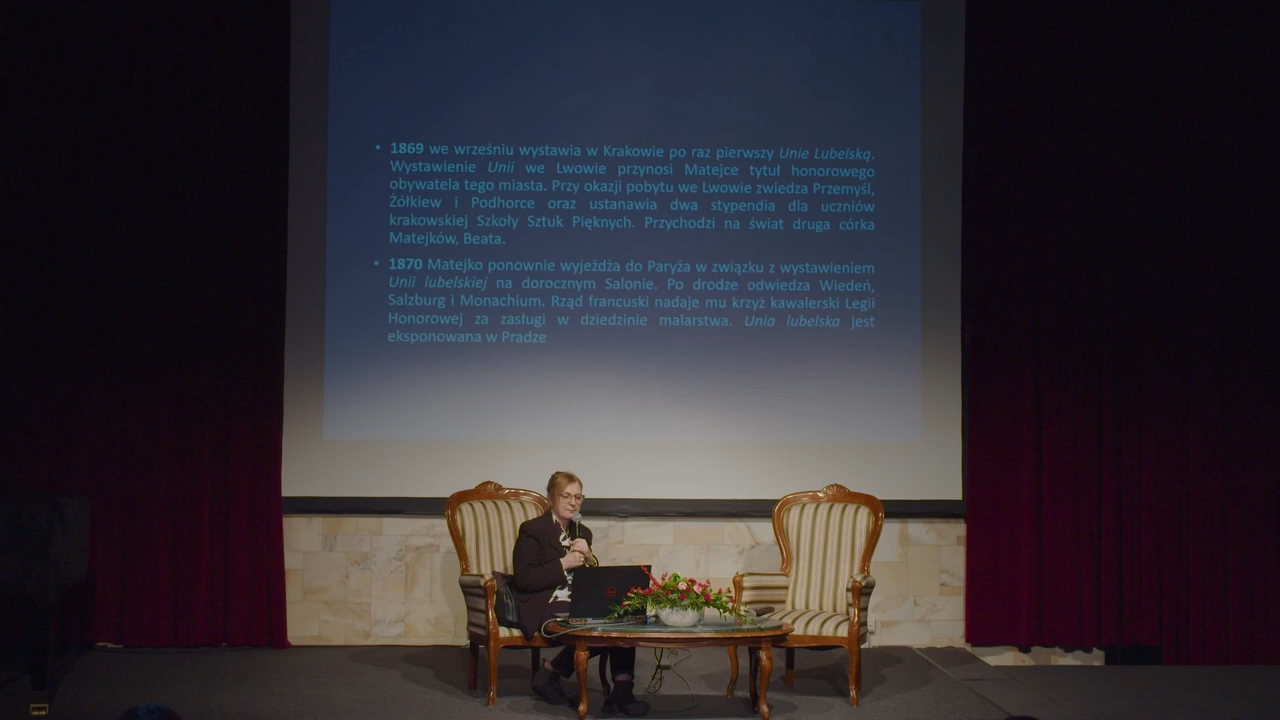 • 1869 we wrześniu wystawia w Krakowie po raz pierwszy Unie Lubelską.
Wystawienie Unii we Lwowie przynosi Matejce tytuł honorowego
obywatela tego miasta. Przy okazji pobytu we Lwowie zwiedza Przemyśl,
Żółkiew i Podhorce oraz ustanawia dwa stypendia dla uczniów
krakowskiej Szkoły Sztuk Pięknych. Przychodzi na świat druga córka
Matejków, Beata.
• 1870 Matejko ponownie wyjeżdża do Paryża w związku z wystawieniem
Unii lubelskiej na dorocznym Salonie. Po drodze odwiedza Wiedeń,
Salzburg i Monachium. Rząd francuski nadaje mu krzyż kawalerski Legii
Honorowej za zasługi w dziedzinie malarstwa. Unia lubelska jest
eksponowana w Pradze